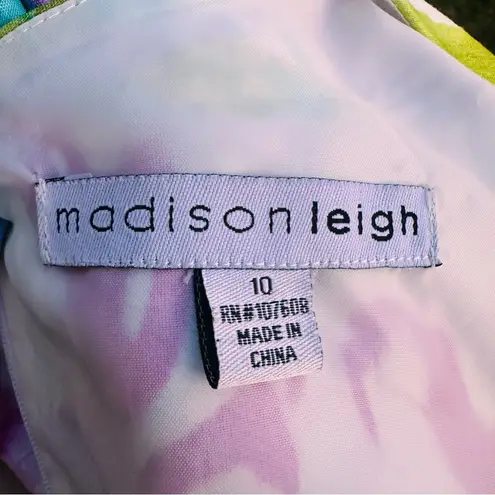 madison leigh
10
RN#107608
MADE IN
CHINA